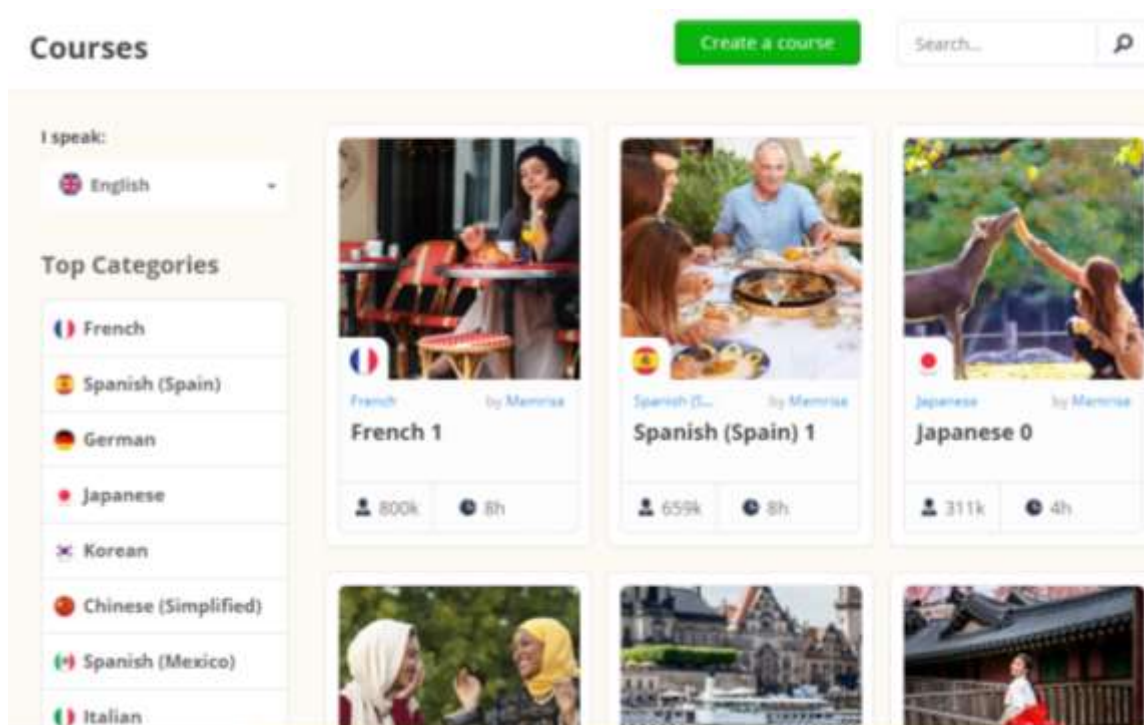 Courses
Create a course
Search...
I speak:
English
Top Categories
French
Spanish (Spain)
German
Japanese
Korean
Chinese (Simplified)
Spanish (Mexico)
Italian
French by Memrise
French 1
800k 8h
Spanish (S... by Memrise
Spanish (Spain) 1
659k 8h
Japanese by Memrise
Japanese 0
311k 4h